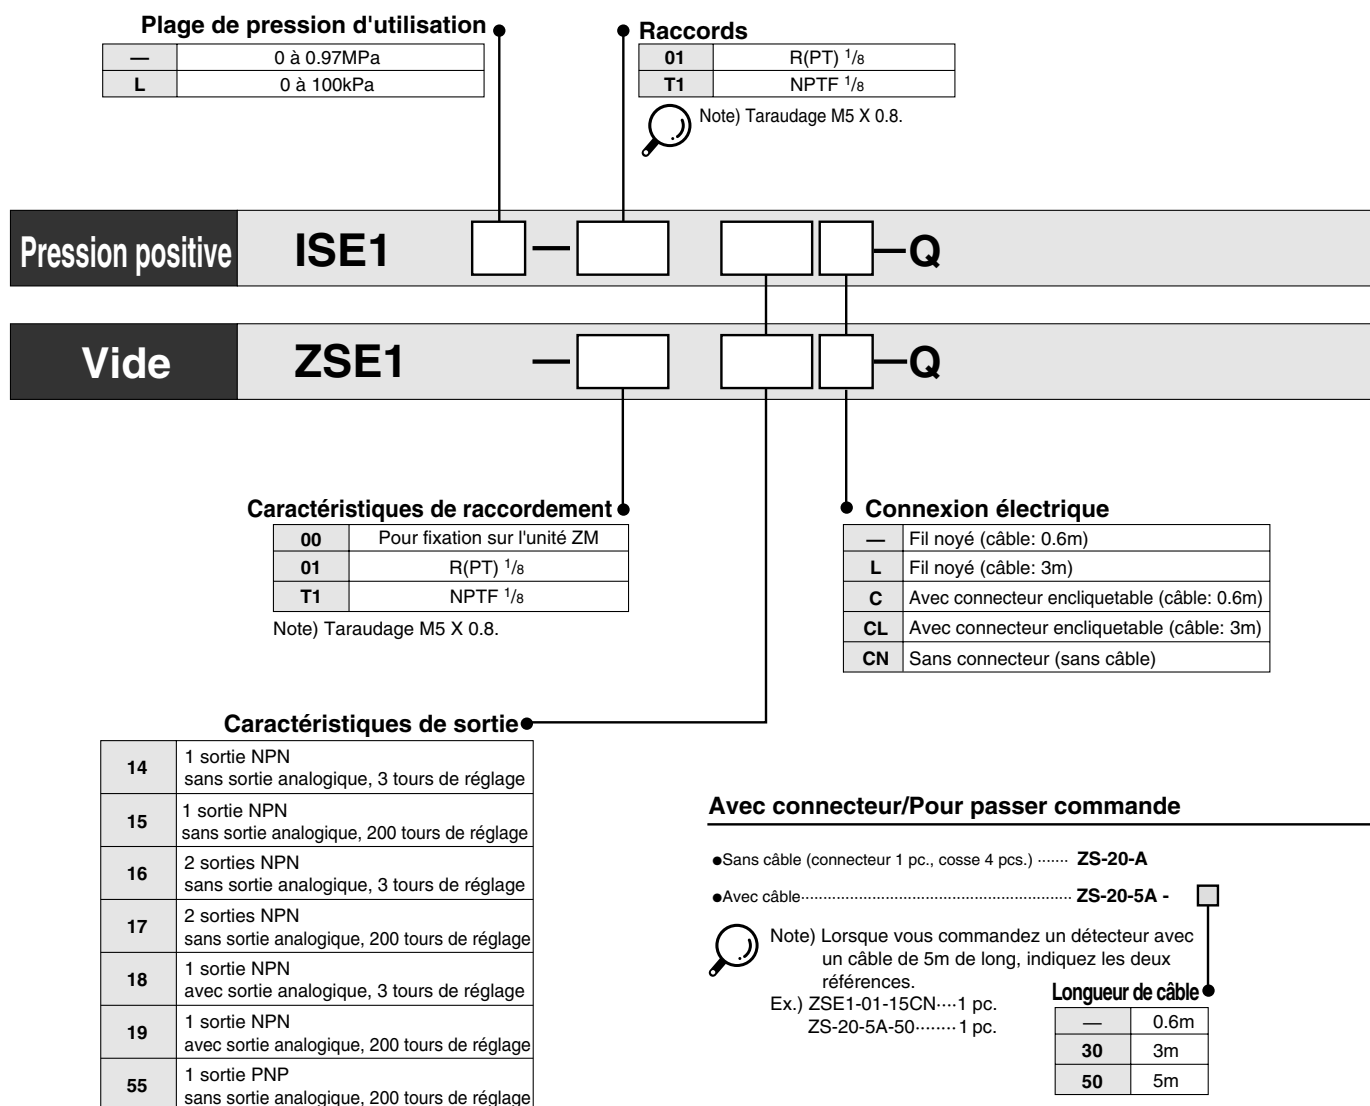 Plage de pression d'utilisation
— 0 à 0.97MPa
L 0 à 100kPa
Raccords
01 R(PT) 1/8
T1 NPTF 1/8
Note) Taraudage M5 X 0.8.
Pression positive ISE1 — —Q
Vide ZSE1 — —Q
Caractéristiques de raccordement
00 Pour fixation sur l'unité ZM
01 R(PT) 1/8
T1 NPTF 1/8
Note) Taraudage M5 X 0.8.
Connexion électrique
— Fil noyé (câble: 0.6m)
L Fil noyé (câble: 3m)
C Avec connecteur encliquetable (câble: 0.6m)
CL Avec connecteur encliquetable (câble: 3m)
CN Sans connecteur (sans câble)
Caractéristiques de sortie
14 1 sortie NPN
sans sortie analogique, 3 tours de réglage
15 1 sortie NPN
sans sortie analogique, 200 tours de réglage
16 2 sorties NPN
sans sortie analogique, 3 tours de réglage
17 2 sorties NPN
sans sortie analogique, 200 tours de réglage
18 1 sortie NPN
avec sortie analogique, 3 tours de réglage
19 1 sortie NPN
avec sortie analogique, 200 tours de réglage
55 1 sortie PNP
sans sortie analogique, 200 tours de réglage
Avec connecteur/Pour passer commande
●Sans câble (connecteur 1 pc., cosse 4 pcs.) ······· ZS-20-A
●Avec câble······························ ZS-20-5A -
Note) Lorsque vous commandez un détecteur avec
un câble de 5m de long, indiquez les deux
références.
Ex.) ZSE1-01-15CN····1 pc.
ZS-20-5A-50········1 pc.
Longueur de câble
— 0.6m
30 3m
50 5m